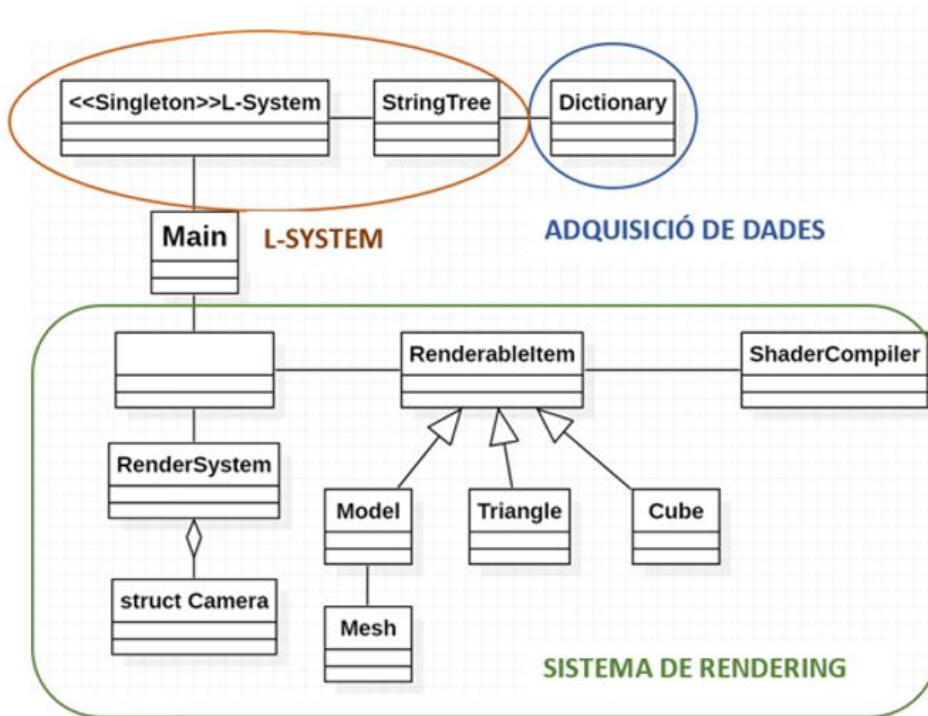 <<Singleton>>L-System
StringTree
Dictionary
Main
L-SYSTEM
ADQUISICIÓ DE DADES
RenderableItem
ShaderCompiler
RenderSystem
Model
Triangle
Cube
struct Camera
Mesh
SISTEMA DE RENDERING